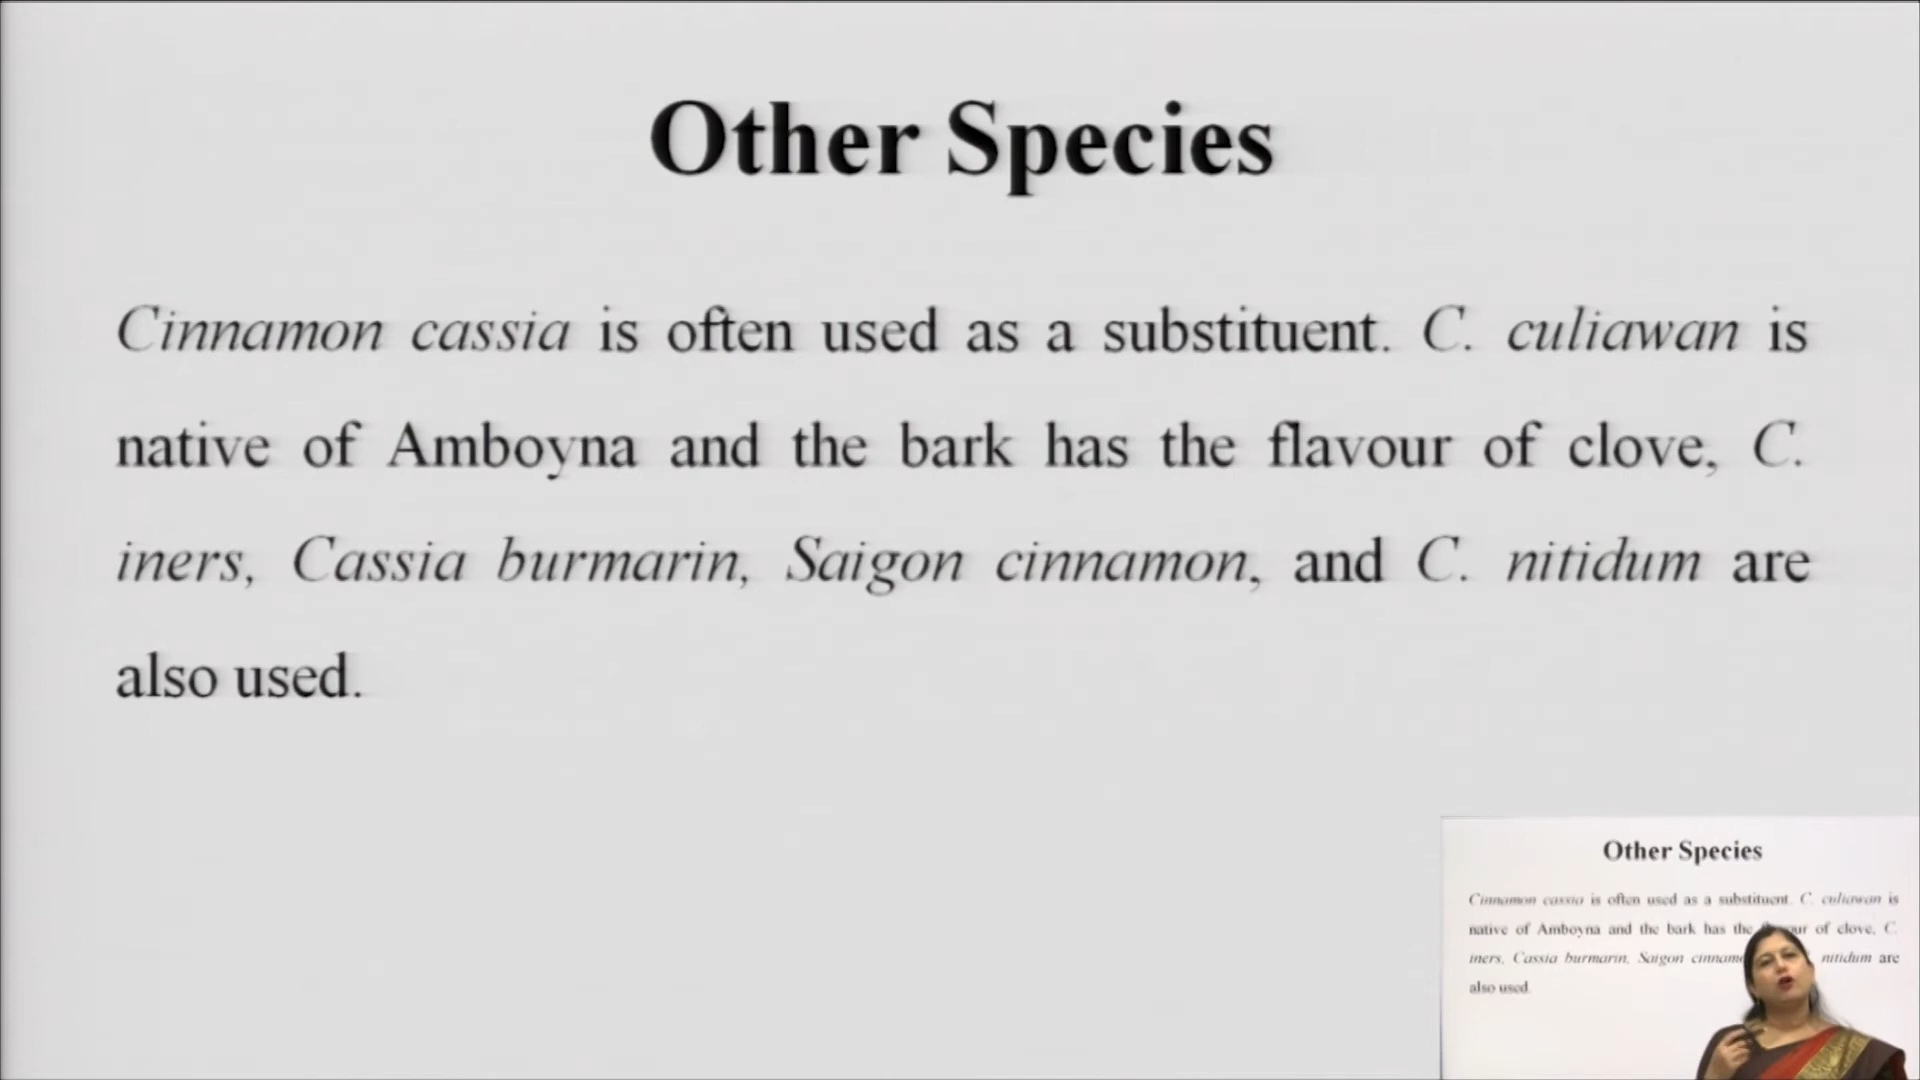 Other Species
Cinnamon cassia is often used as a substituent. C. culiawan is
native of Amboyna and the bark has the flavour of clove, C.
iners, Cassia burmarin, Saigon cinnamon, and C. nitidum are
also used.
Other Species
Cinnamon cassia is often used as a substituent. C. culiawan is
native of Amboyna and the bark has the of clove, C.
iners, Cassia burmarin, Saigon nitidum are
also used.